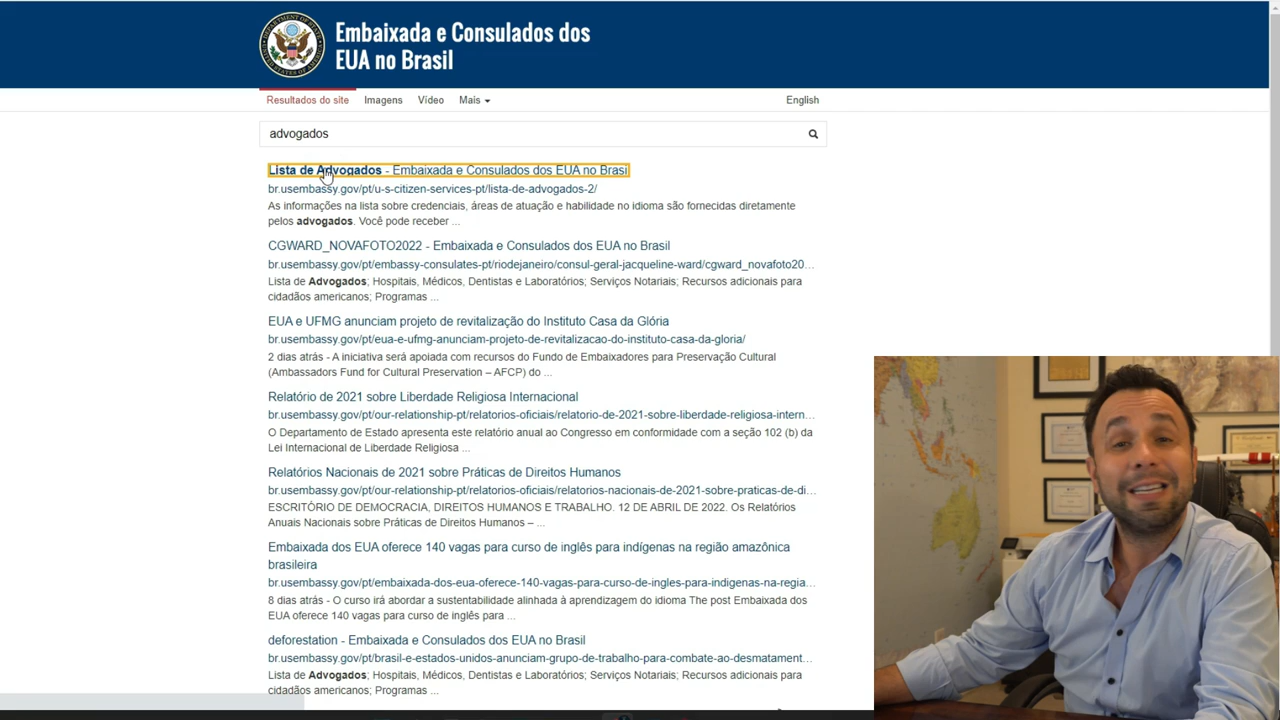 Embaixada e Consulados dos
EUA no Brasil
Resultados do site Imagens Vídeo Mais English
advogados
Lista de Advogados - Embaixada e Consulados dos EUA no Brasil
br.usembassy.gov/pt/u-s-citizen-services-pt/lista-de-advogados-2/
As informações na lista sobre credenciais, áreas de atuação e habilidade no idioma são fornecidas diretamente
pelos advogados. Você pode receber ...
CGWARD_NOVAFOTO2022 - Embaixada e Consulados dos EUA no Brasil
br.usembassy.gov/pt/embassy-consulates-pt/riodejaneiro/consul-geral-jacqueline-ward/cgward_novafoto20...
Lista de Advogados; Hospitais, Médicos, Dentistas e Laboratórios; Serviços Notariais; Recursos adicionais para
cidadãos americanos; Programas ...
EUA e UFMG anunciam projeto de revitalização do Instituto Casa da Glória
br.usembassy.gov/pt/eua-e-ufmg-anunciam-projeto-de-revitalizacao-do-instituto-casa-da-gloria/
2 dias atrás - A iniciativa será apoiada com recursos do Fundo de Embaixadores para Preservação Cultural
(Ambassadors Fund for Cultural Preservation – AFCP) do ...
Relatório de 2021 sobre Liberdade Religiosa Internacional
br.usembassy.gov/pt/our-relationship-pt/relatorios-oficiais/relatorio-de-2021-sobre-liberdade-religiosa-intern...
O Departamento de Estado apresenta este relatório anual ao Congresso em conformidade com a seção 102 (b) da
Lei Internacional de Liberdade Religiosa ...
Relatórios Nacionais de 2021 sobre Práticas de Direitos Humanos
br.usembassy.gov/pt/our-relationship-pt/relatorios-oficiais/relatorios-nacionais-de-2021-sobre-praticas-de-di...
ESCRITÓRIO DE DEMOCRACIA, DIREITOS HUMANOS E TRABALHO. 12 DE ABRIL DE 2022. Os Relatórios
Anuais Nacionais sobre Práticas de Direitos Humanos – ...
Embaixada dos EUA oferece 140 vagas para curso de inglês para indígenas na região amazônica
brasileira
br.usembassy.gov/pt/embaixada-dos-eua-oferece-140-vagas-para-curso-de-ingles-para-indigenas-na-regia...
8 dias atrás - O curso irá abordar a sustentabilidade alinhada à aprendizagem do idioma The post Embaixada dos
EUA oferece 140 vagas para curso de inglês para ...
deforestation - Embaixada e Consulados dos EUA no Brasil
br.usembassy.gov/pt/brasil-e-estados-unidos-anunciam-grupo-de-trabalho-para-combate-ao-desmatament...
Lista de Advogados; Hospitais, Médicos, Dentistas e Laboratórios; Serviços Notariais; Recursos adicionais para
cidadãos americanos; Programas ...